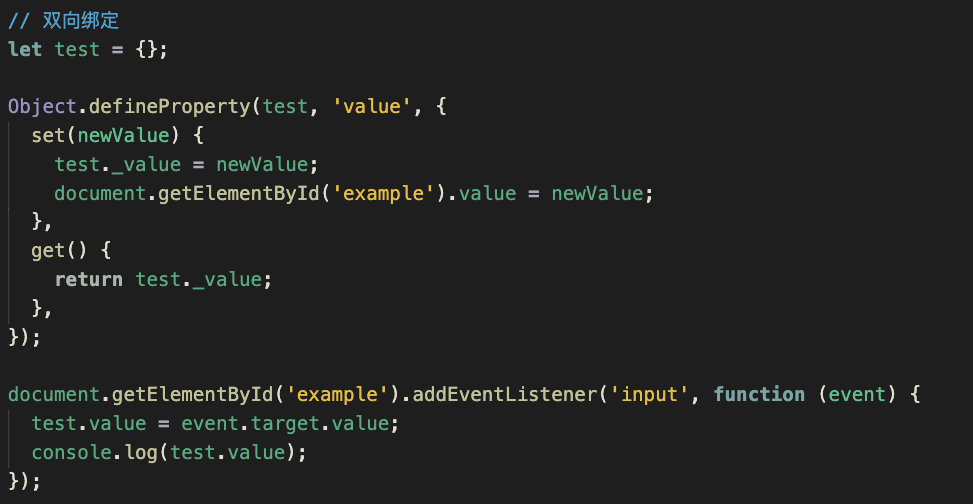 // 双向绑定
let test = {};
Object.defineProperty(test, 'value', {
  set(newValue) {
    test._value = newValue;
    document.getElementById('example').value = newValue;
  },
  get() {
    return test._value;
  },
});
document.getElementById('example').addEventListener('input', function (event) {
  test.value = event.target.value;
  console.log(test.value);
});